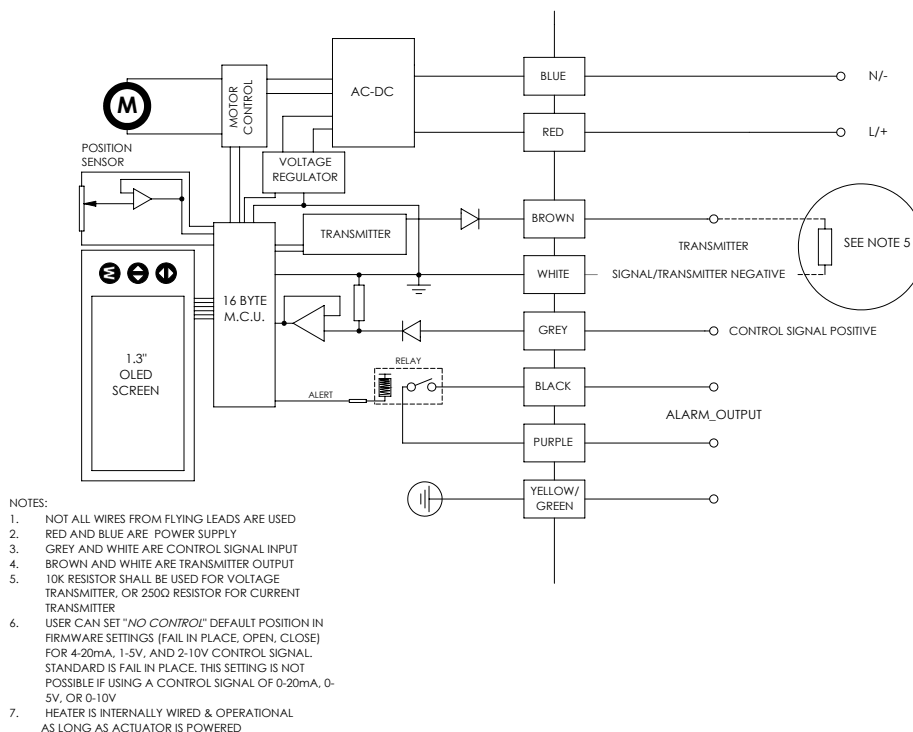 BLUE
N/-
AC-DC
M
MOTOR
CONTROL
RED
L/+
POSITION
SENSOR
VOLTAGE
REGULATOR
BROWN
TRANSMITTER
TRANSMITTER
SEE NOTE 5
WHITE
SIGNAL/TRANSMITTER NEGATIVE
M
16 BYTE
M.C.U.
GREY
CONTROL SIGNAL POSITIVE
1.3"
OLED
SCREEN
RELAY
BLACK
ALERT
ALARM_OUTPUT
PURPLE
YELLOW/
GREEN
NOTES:
1. NOT ALL WIRES FROM FLYING LEADS ARE USED
2. RED AND BLUE ARE POWER SUPPLY
3. GREY AND WHITE ARE CONTROL SIGNAL INPUT
4. BROWN AND WHITE ARE TRANSMITTER OUTPUT
5. 10K RESISTOR SHALL BE USED FOR VOLTAGE
TRANSMITTER, OR 250Ω RESISTOR FOR CURRENT
TRANSMITTER
6. USER CAN SET "NO CONTROL" DEFAULT POSITION IN
FIRMWARE SETTINGS (FAIL IN PLACE, OPEN, CLOSE)
FOR 4-20mA, 1-5V, AND 2-10V CONTROL SIGNAL.
STANDARD IS FAIL IN PLACE. THIS SETTING IS NOT
POSSIBLE IF USING A CONTROL SIGNAL OF 0-20mA, 0-
5V, OR 0-10V
7. HEATER IS INTERNALLY WIRED & OPERATIONAL
AS LONG AS ACTUATOR IS POWERED